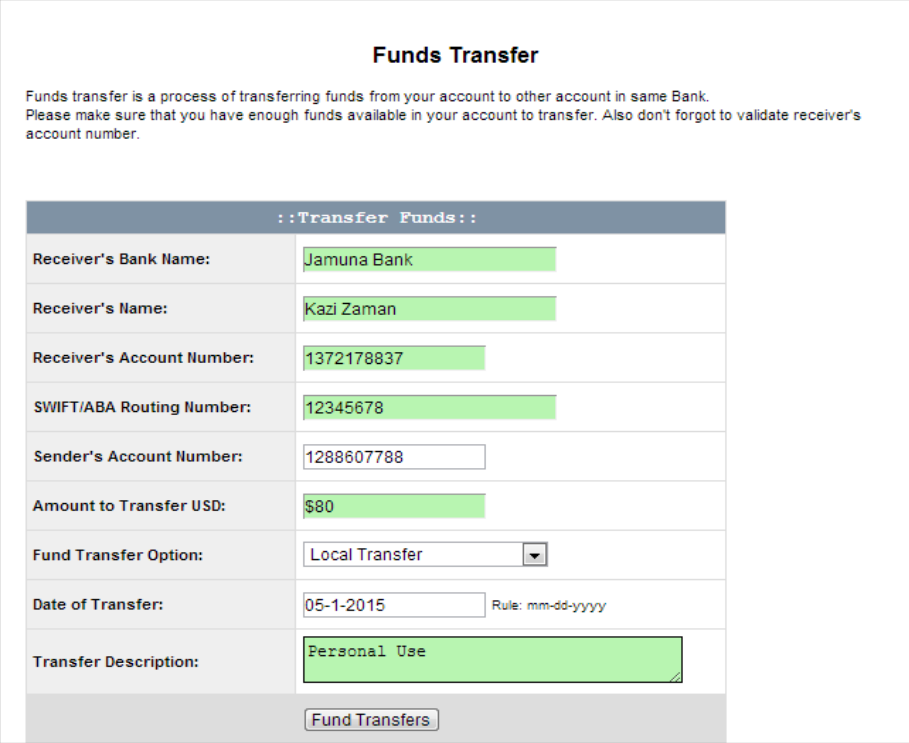 Funds Transfer
Funds transfer is a process of transferring funds from your account to other account in same Bank.
Please make sure that you have enough funds available in your account to transfer. Also don't forgot to validate receiver's
account number.
::Transfer Funds::
Receiver's Bank Name: Jamuna Bank
Receiver's Name: Kazi Zaman
Receiver's Account Number: 1372178837
SWIFT/ABA Routing Number: 12345678
Sender's Account Number: 1288607788
Amount to Transfer USD: $80
Fund Transfer Option: Local Transfer
Date of Transfer: 05-1-2015 Rule: mm-dd-yyyy
Transfer Description: Personal Use
Fund Transfers